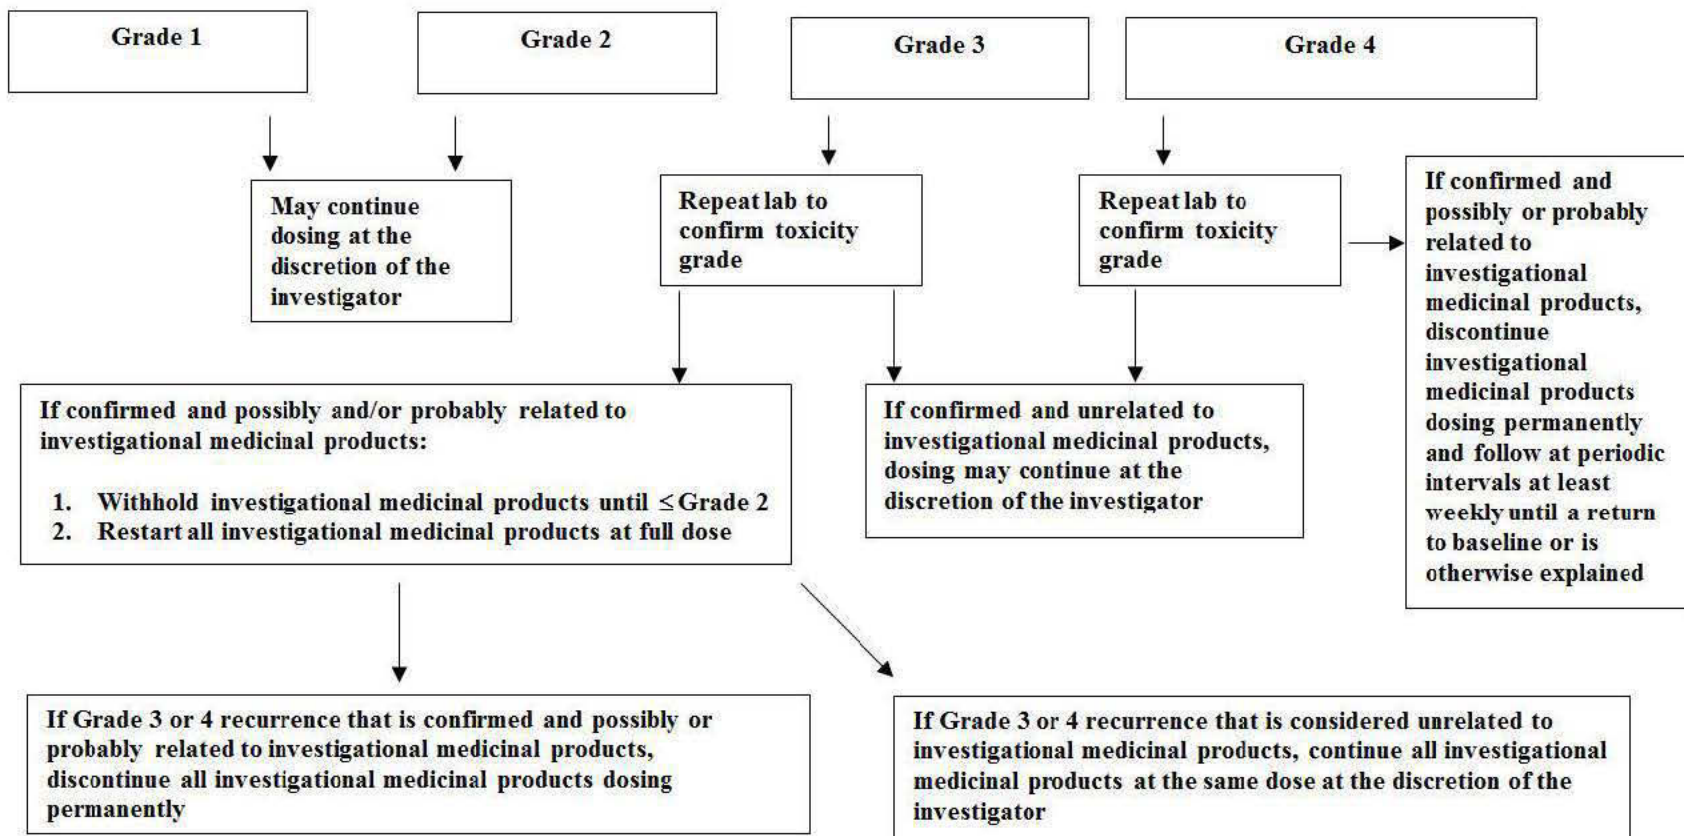 Grade 1
Grade 2
Grade 3
Grade 4
May continue
dosing at the
discretion of the
investigator
Repeat lab to
confirm toxicity
grade
Repeat lab to
confirm toxicity
grade
If confirmed and
possibly or probably
related to
investigational
medicinal products,
discontinue
investigational
medicinal products
dosing permanently
and follow at periodic
intervals at least
weekly until a return
to baseline or is
otherwise explained
If confirmed and possibly and/or probably related to
investigational medicinal products:
1. Withhold investigational medicinal products until ≤ Grade 2
2. Restart all investigational medicinal products at full dose
If confirmed and unrelated to
investigational medicinal products,
dosing may continue at the
discretion of the investigator
If Grade 3 or 4 recurrence that is confirmed and possibly or
probably related to investigational medicinal products,
discontinue all investigational medicinal products dosing
permanently
If Grade 3 or 4 recurrence that is considered unrelated to
investigational medicinal products, continue all investigational
medicinal products at the same dose at the discretion of the
investigator